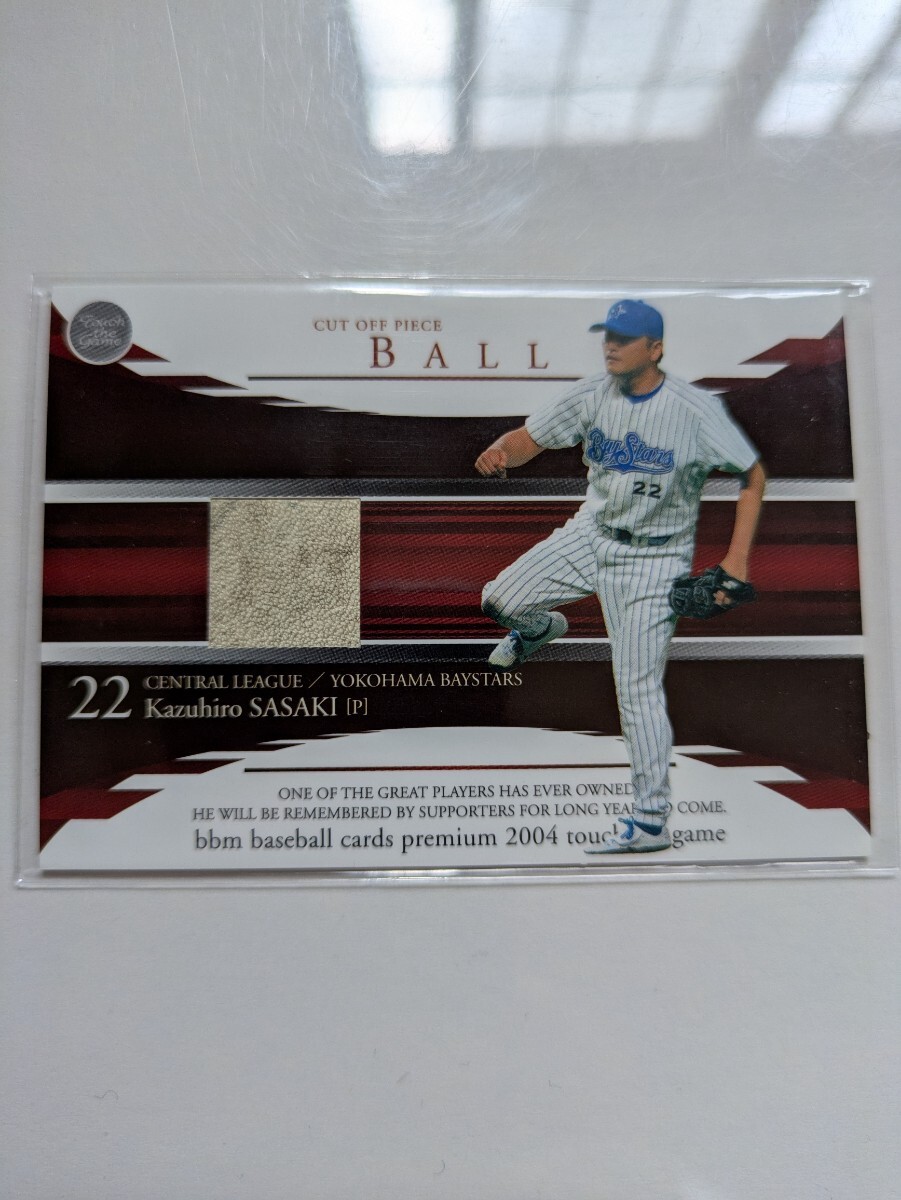 Touch
the
Game
CUT OFF PIECE
BALL
BayStars
22
22
CENTRAL LEAGUE / YOKOHAMA BAYSTARS
Kazuhiro SASAKI [P]
ONE OF THE GREAT PLAYERS HAS EVER OWNED
HE WILL BE REMEMBERED BY SUPPORTERS FOR LONG COME.
bbm baseball cards premium 2004 game